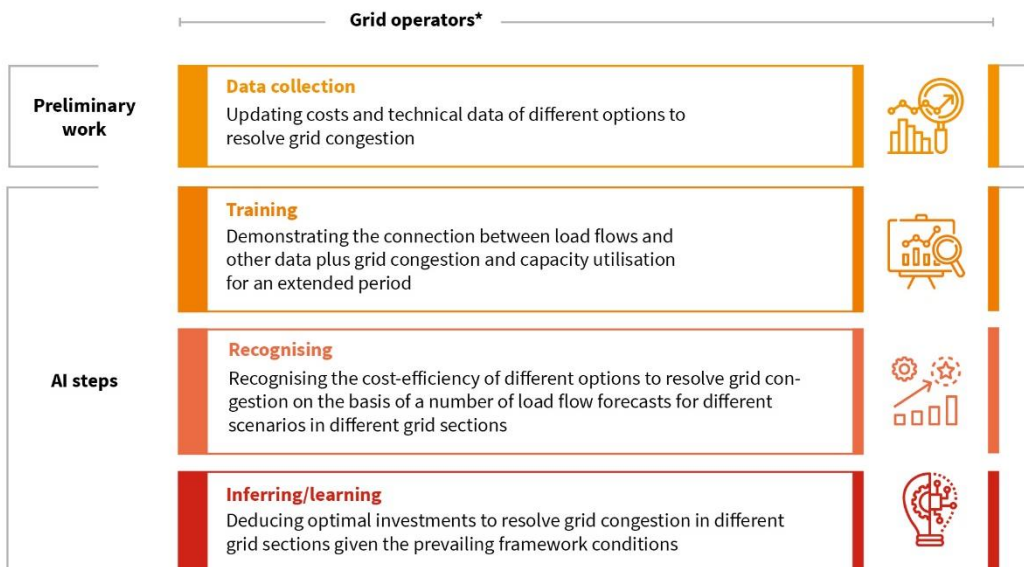 Grid operators*
Preliminary
work
Data collection
Updating costs and technical data of different options to
resolve grid congestion
AI steps
Training
Demonstrating the connection between load flows and
other data plus grid congestion and capacity utilisation
for an extended period
Recognising
Recognising the cost-efficiency of different options to resolve grid con-
gestion on the basis of a number of load flow forecasts for different
scenarios in different grid sections
Inferring/learning
Deducing optimal investments to resolve grid congestion in different
grid sections given the prevailing framework conditions